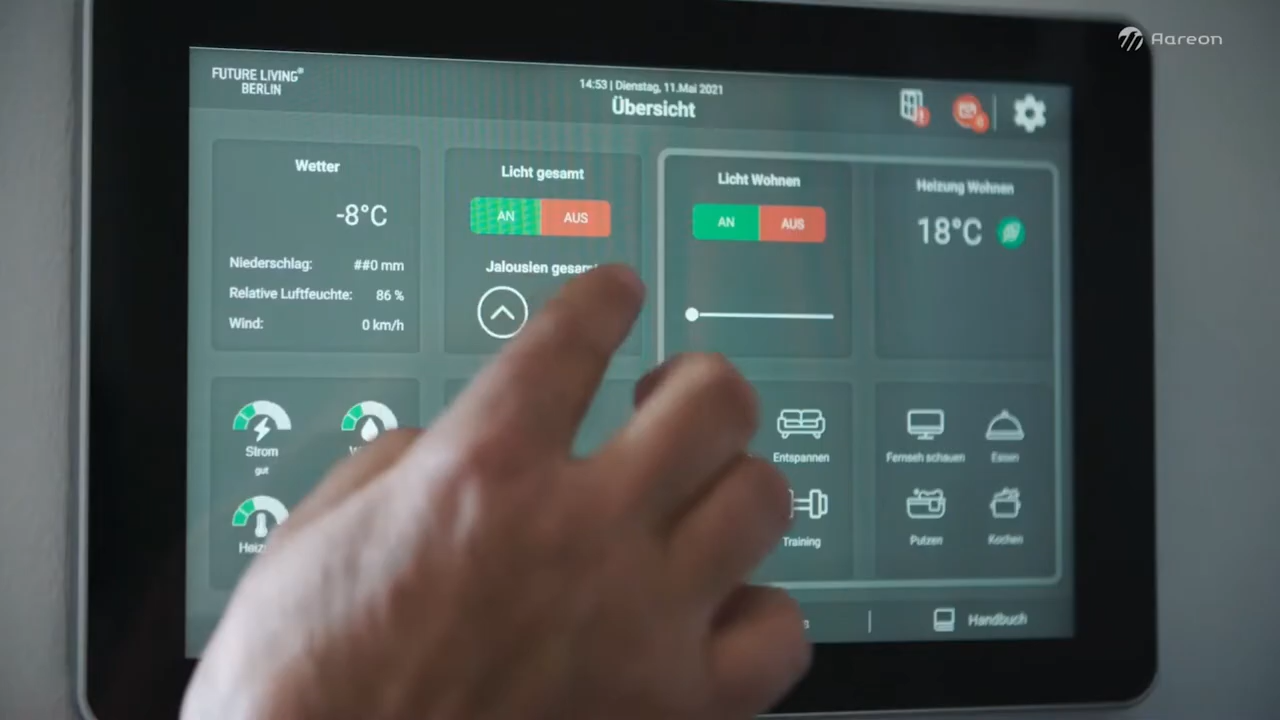 Aareon
FUTURE LIVING®
BERLIN
14:53 | Dienstag, 11.Mai 2021
Übersicht
Wetter
-8°C
Niederschlag: ##0 mm
Relative Luftfeuchte: 86 %
Wind: 0 km/h
Licht gesamt
AN AUS
Jalousien gesamt
Licht Wohnen
AN AUS
Heizung Wohnen
18°C
Strom
gut
Entspannen
Training
Fernseh schauen
Essen
Putzen
Kochen
Handbuch